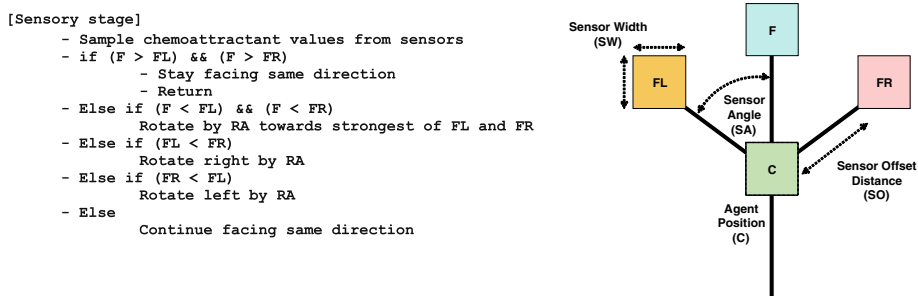 [Sensory stage]
- Sample chemoattractant values from sensors
- if (F > FL) && (F > FR)
- Stay facing same direction
- Return
- Else if (F < FL) && (F < FR)
Rotate by RA towards strongest of FL and FR
- Else if (FL < FR)
Rotate right by RA
- Else if (FR < FL)
Rotate left by RA
- Else
Continue facing same direction
Sensor Width
(SW)
F
FL
FR
Sensor
Angle
(SA)
C
Sensor Offset
Distance
(SO)
Agent
Position
(C)